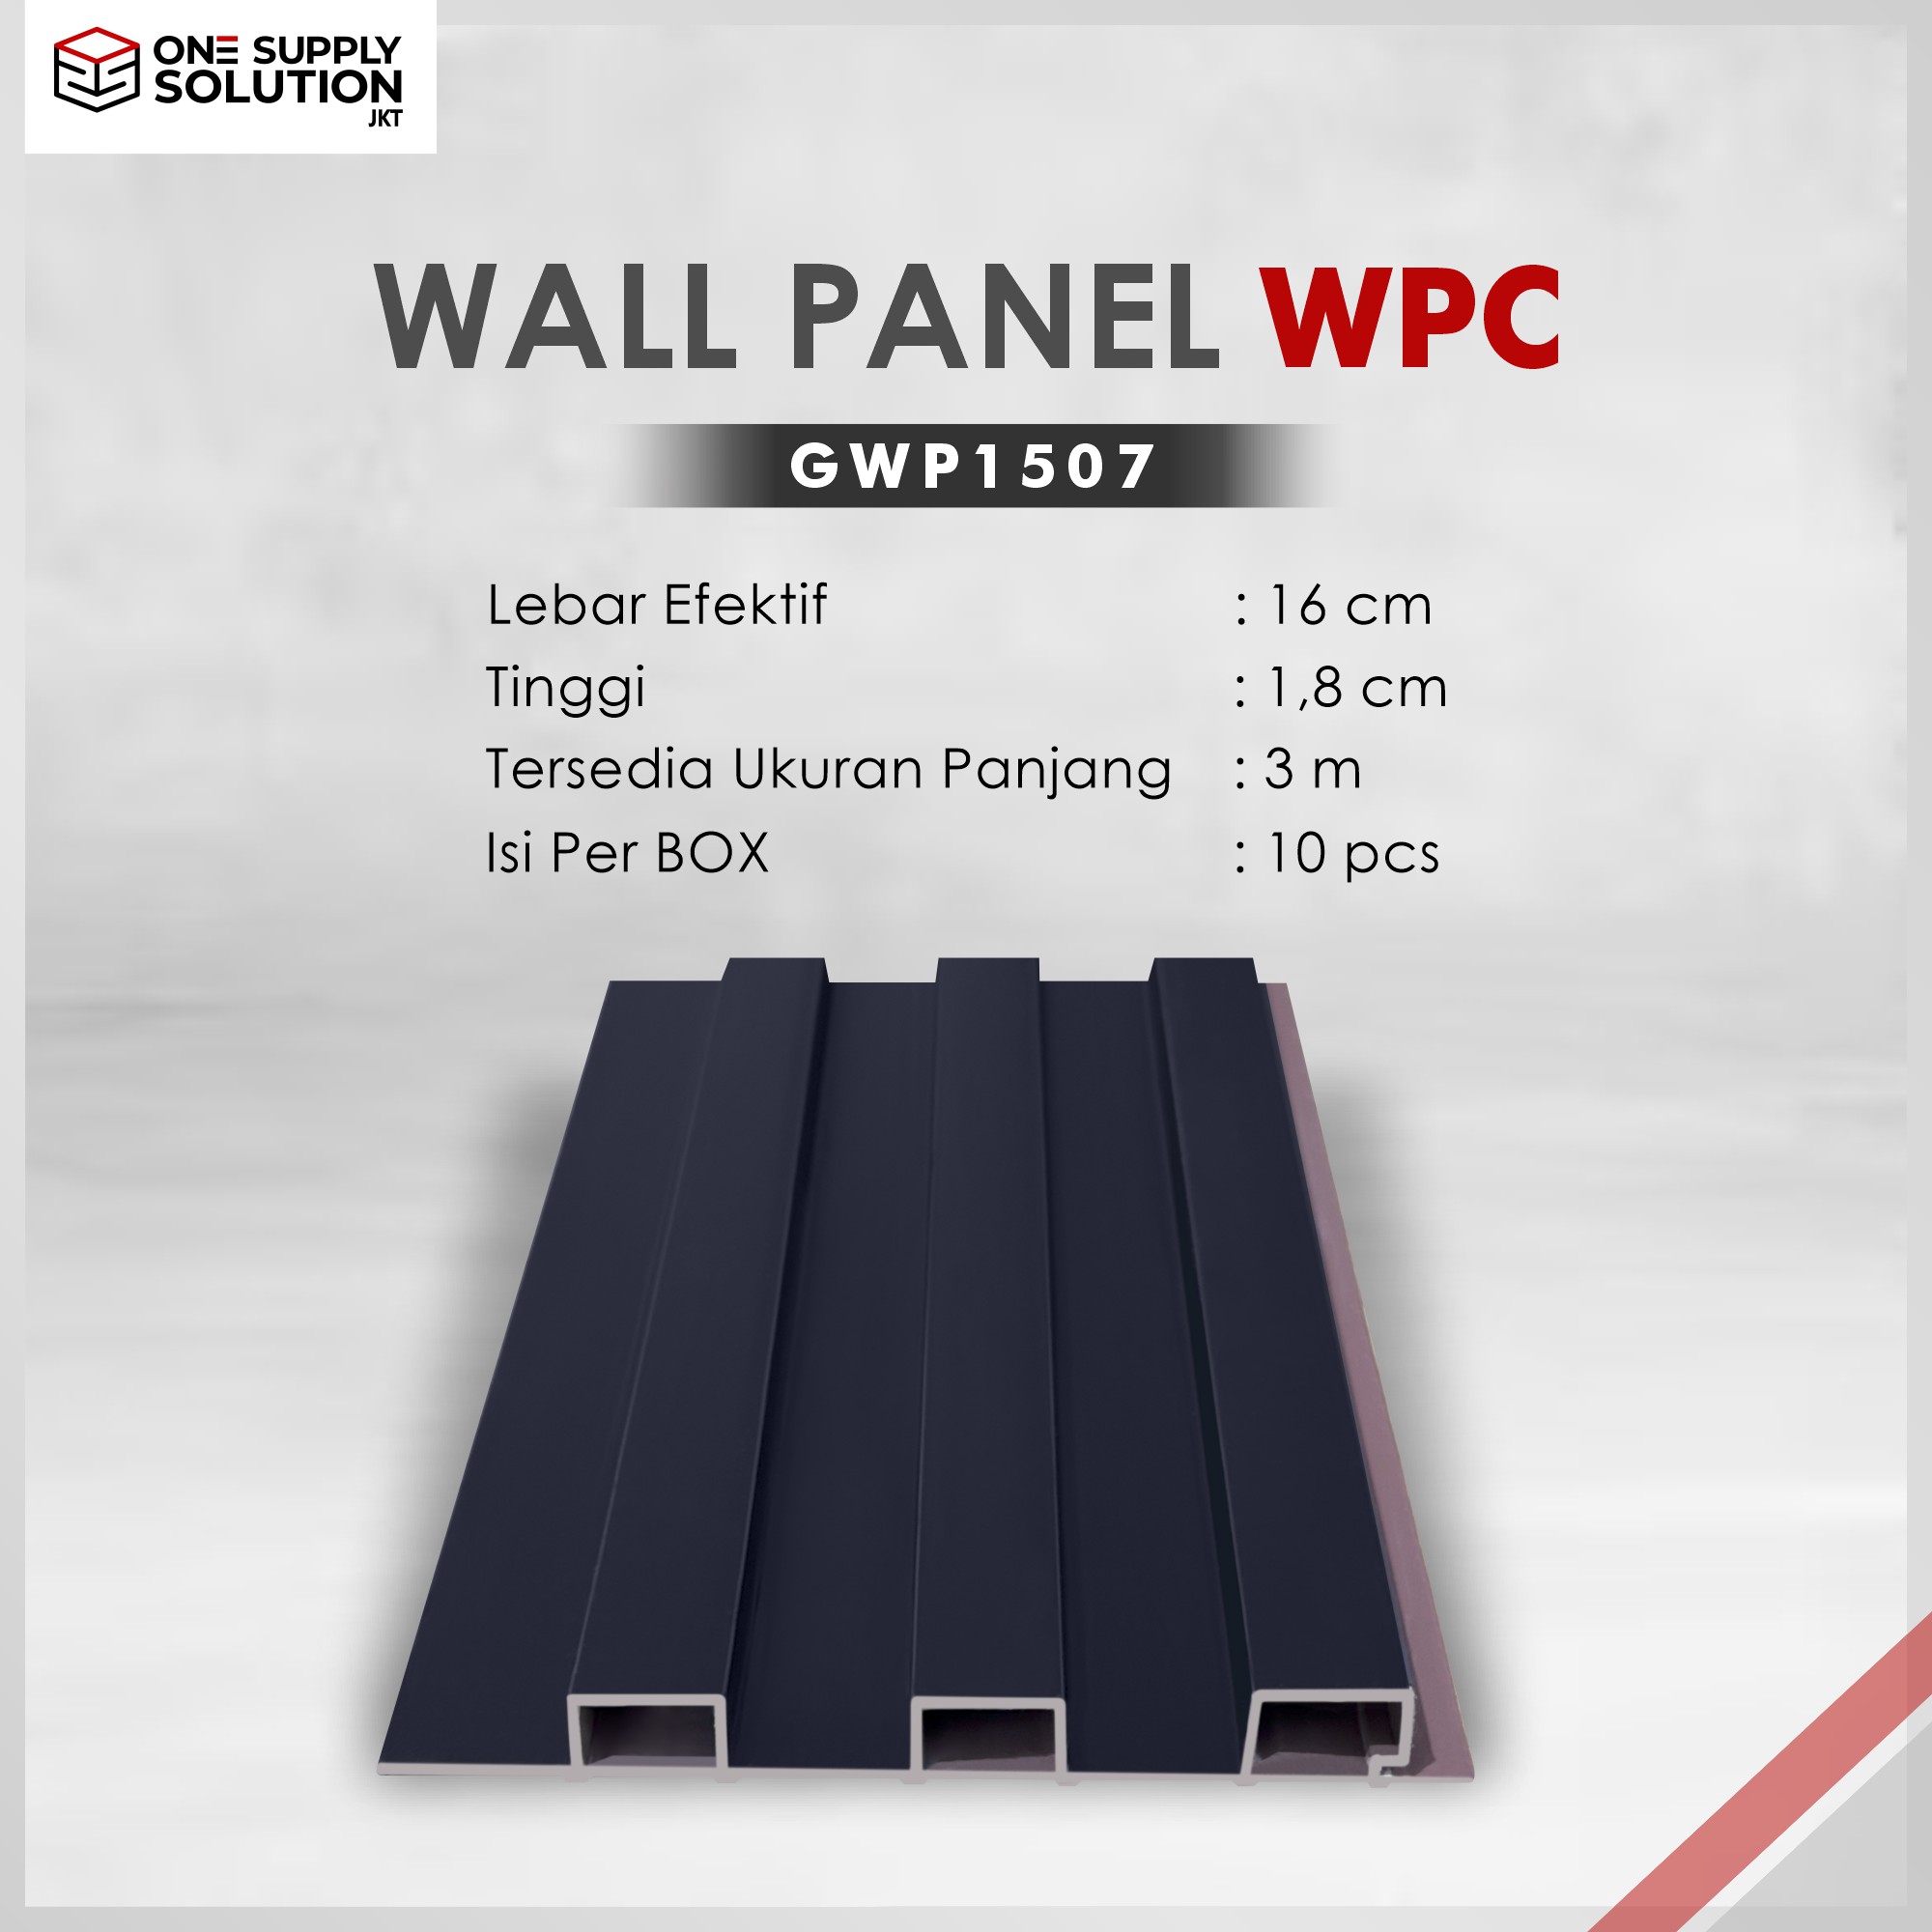 ONE SUPPLY
SOLUTION
JKT
WALL PANEL WPC
GWP1507
Lebar Efektif : 16 cm
Tinggi : 1,8 cm
Tersedia Ukuran Panjang : 3 m
Isi Per BOX : 10 pcs